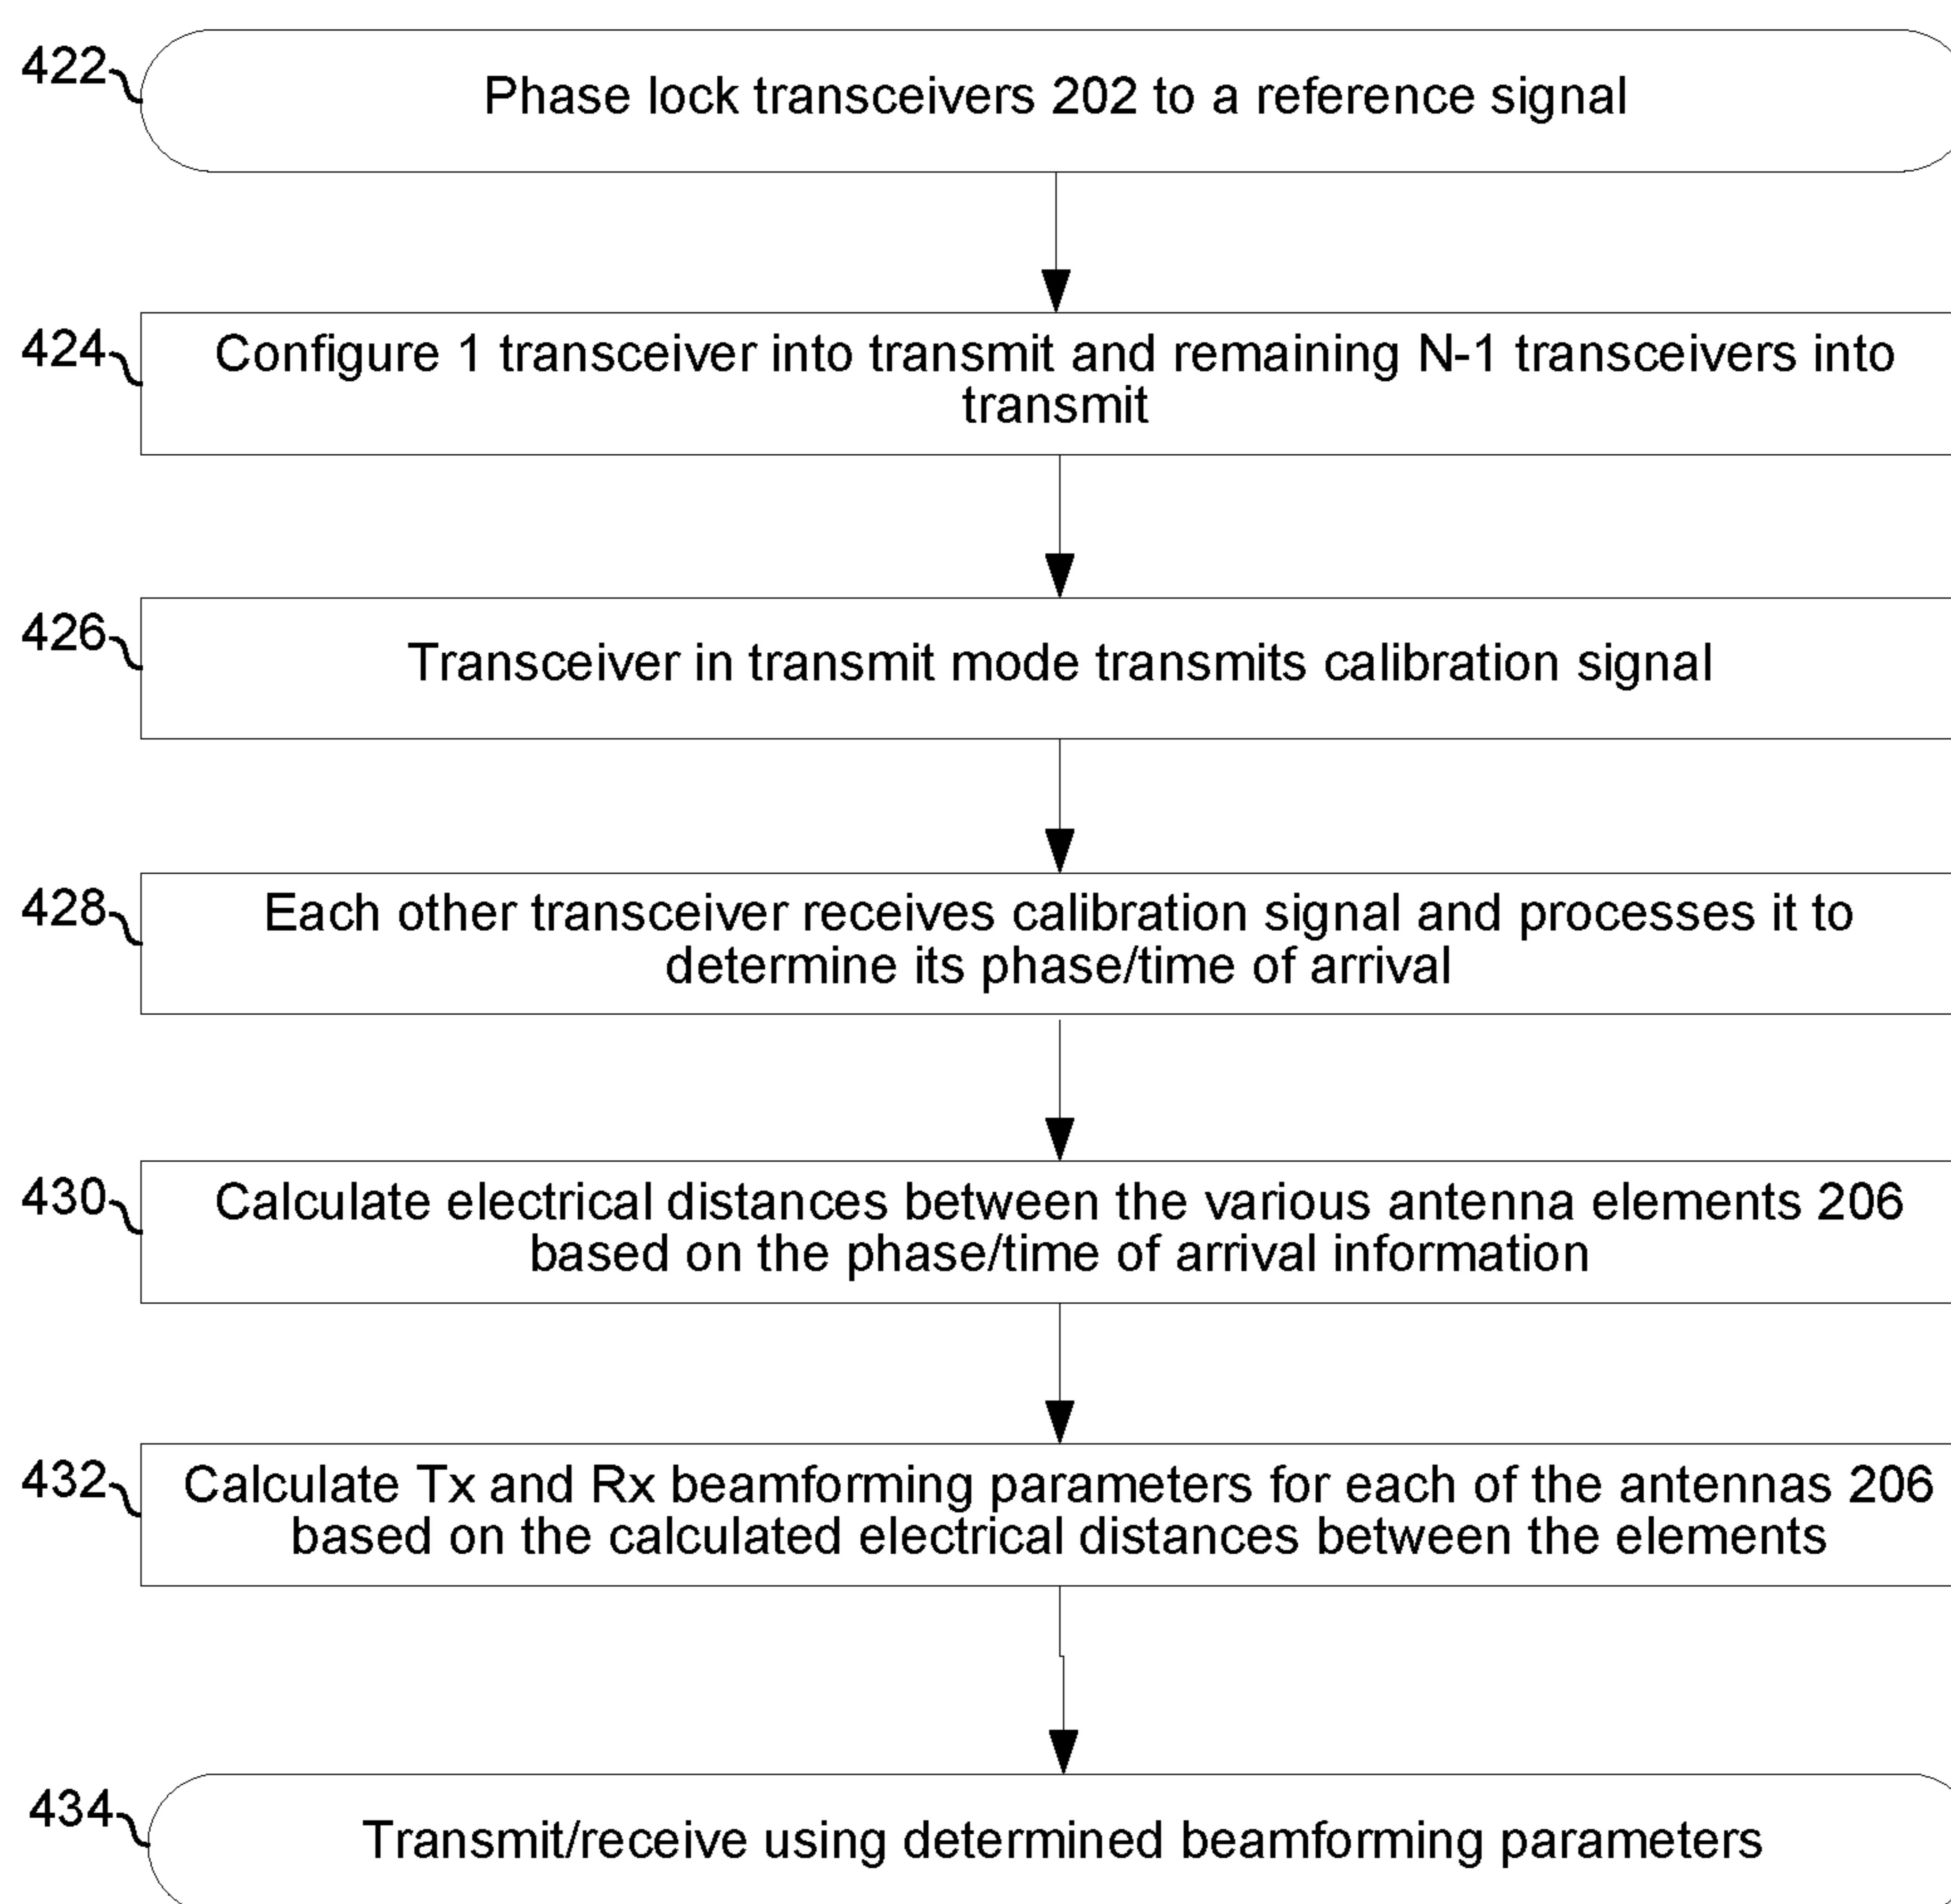 422
Phase lock transceivers 202 to a reference signal
424
Configure 1 transceiver into transmit and remaining N-1 transceivers into
transmit
426
Transceiver in transmit mode transmits calibration signal
428
Each other transceiver receives calibration signal and processes it to
determine its phase/time of arrival
430
Calculate electrical distances between the various antenna elements 206
based on the phase/time of arrival information
432
Calculate Tx and Rx beamforming parameters for each of the antennas 206
based on the calculated electrical distances between the elements
434
Transmit/receive using determined beamforming parameters